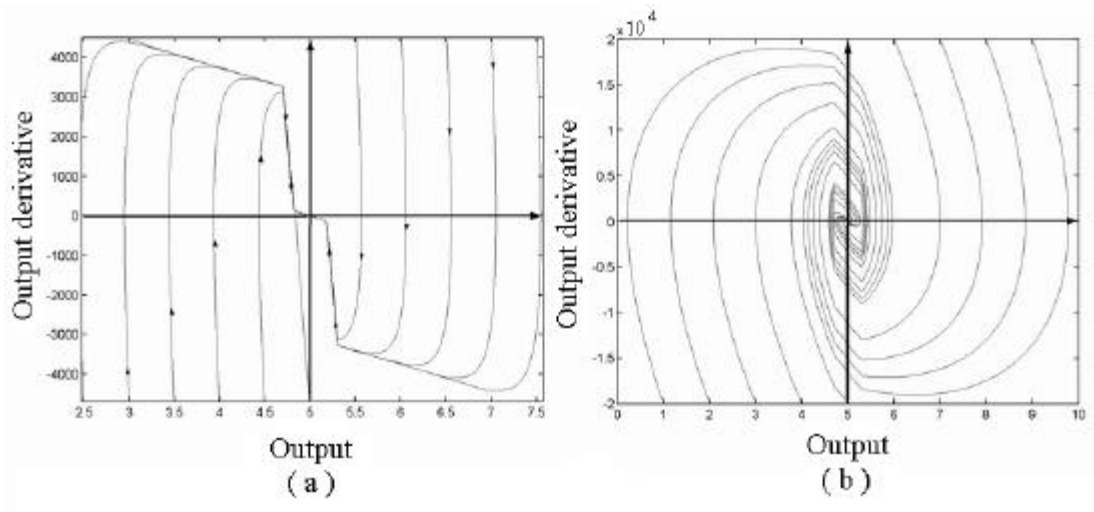 × 10 4
4000
3000
2000
1000
0
-1000
-2000
-3000
-4000
Output derivative
2.5 3 3.5 4 4.5 5 5.5 6 6.5 7 7.5
Output
( a )
2
1.5
1
0.5
0
-0.5
-1
-1.5
-2
Output derivative
0 1 2 3 4 5 6 7 8 9 10
Output
( b )